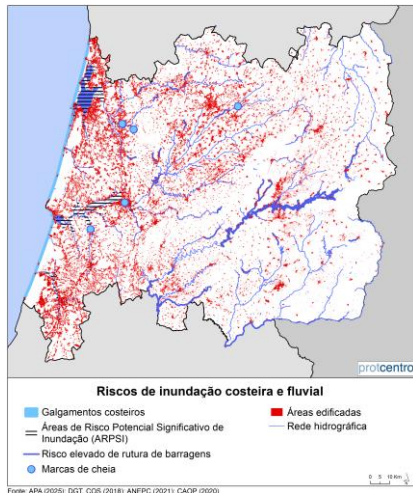 protcentro
Riscos de inundação costeira e fluvial
Galgamentos costeiros
Áreas de Risco Potencial Significativo de
Inundação (ARPSI)
Risco elevado de rutura de barragens
Marcas de cheia
Áreas edificadas
Rede hidrográfica
0 5 10 Km
Fonte: APA (2025); DGT, COS (2018); ANEPC (2021); CAOP (2020)